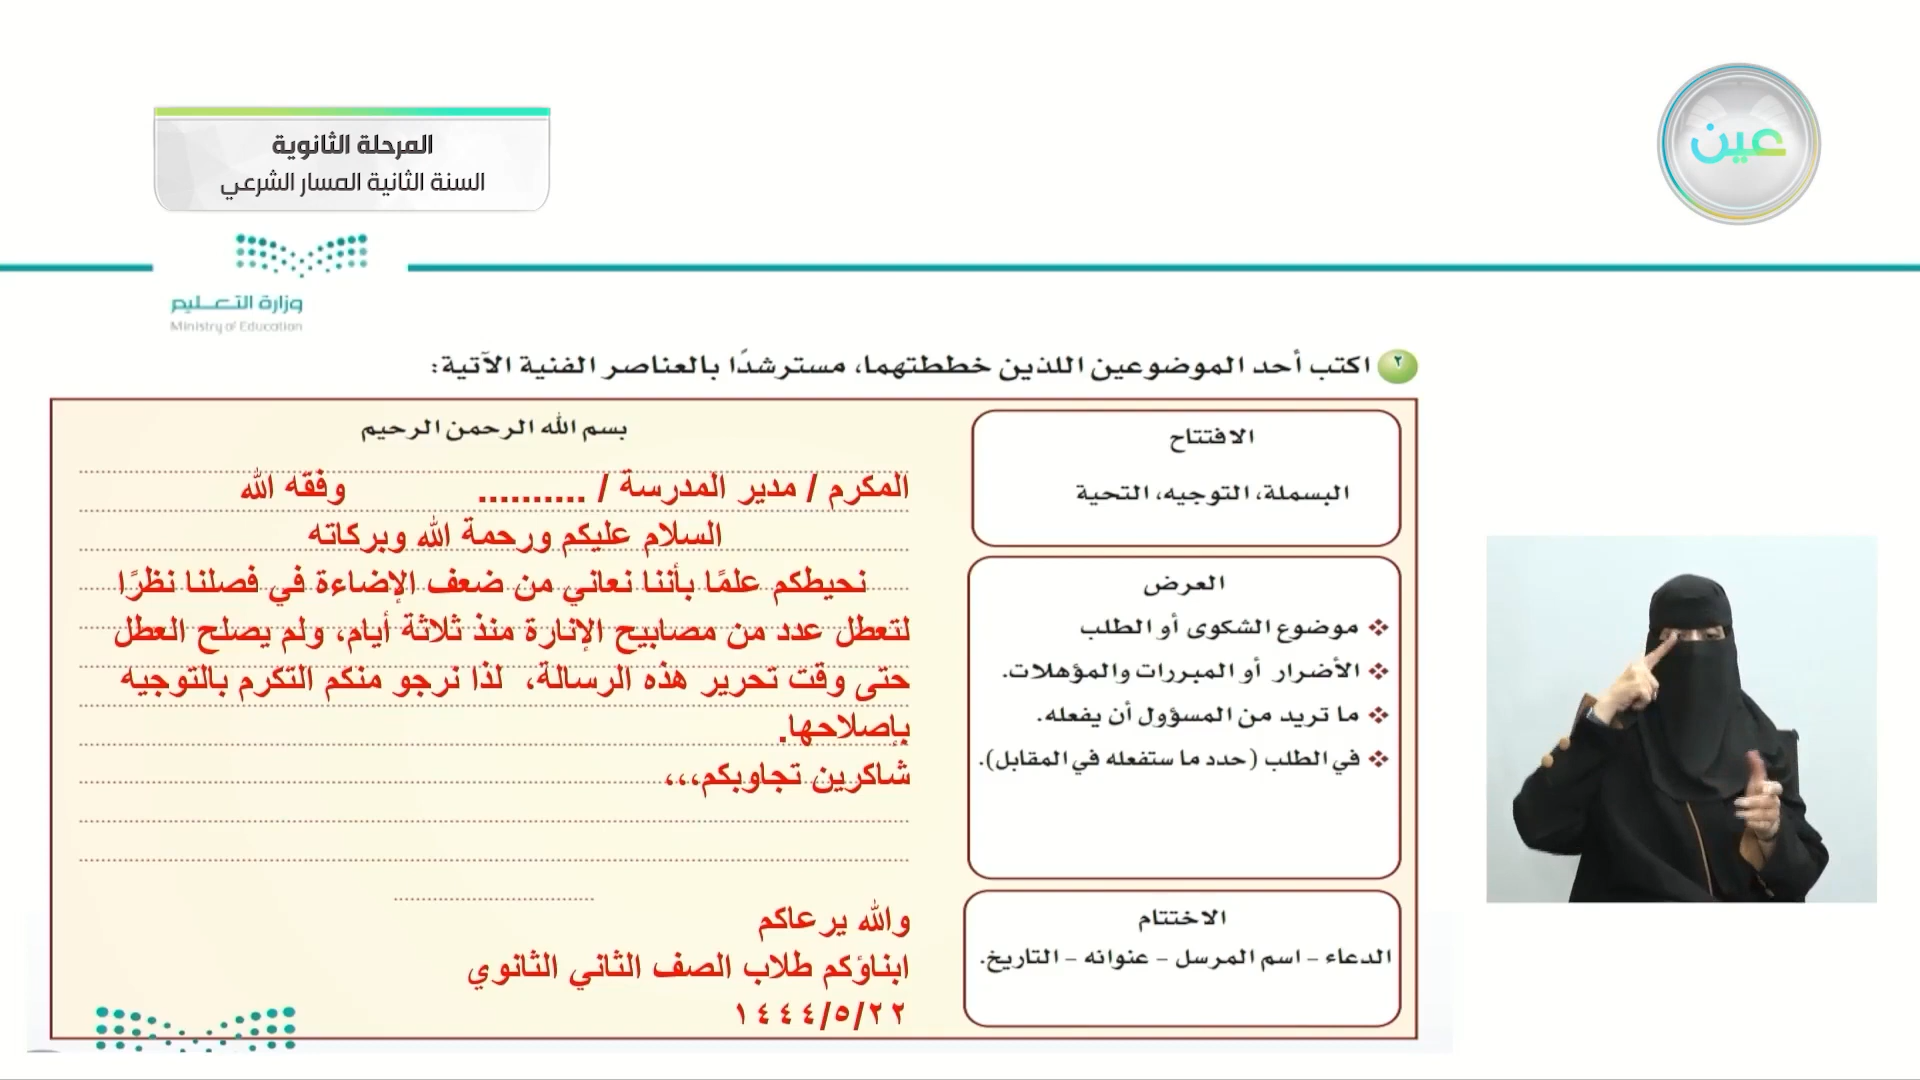 المرحلة الثانوية
السنة الثانية المسار الشرعي
عين
وزارة التعليم
Ministry of Education
٢ اكتب أحد الموضوعين اللذين خططتهما، مسترشدًا بالعناصر الفنية الآتية:
الافتتاح
البسملة، التوجيه، التحية
العرض
موضوع الشكوى أو الطلب
الأضرار أو المبررات والمؤهلات.
ما تريد من المسؤول أن يفعله.
في الطلب (حدد ما ستفعله في المقابل).
الاختتام
الدعاء – اسم المرسل – عنوانه – التاريخ.
بسم الله الرحمن الرحيم
المكرم / مدير المدرسة / .......... وفقه الله
السلام عليكم ورحمة الله وبركاته
نحيطكم علمًا بأننا نعاني من ضعف الإضاءة في فصلنا نظرًا
لتعطل عدد من مصابيح الإنارة منذ ثلاثة أيام، ولم يصلح العطل
حتى وقت تحرير هذه الرسالة، لذا نرجو منكم التكرم بالتوجيه
بإصلاحها.
شاكرين تجاوبكم،،،
والله يرعاكم
ابناؤكم طلاب الصف الثاني الثانوي
١٤٤٤/٥/٢٢